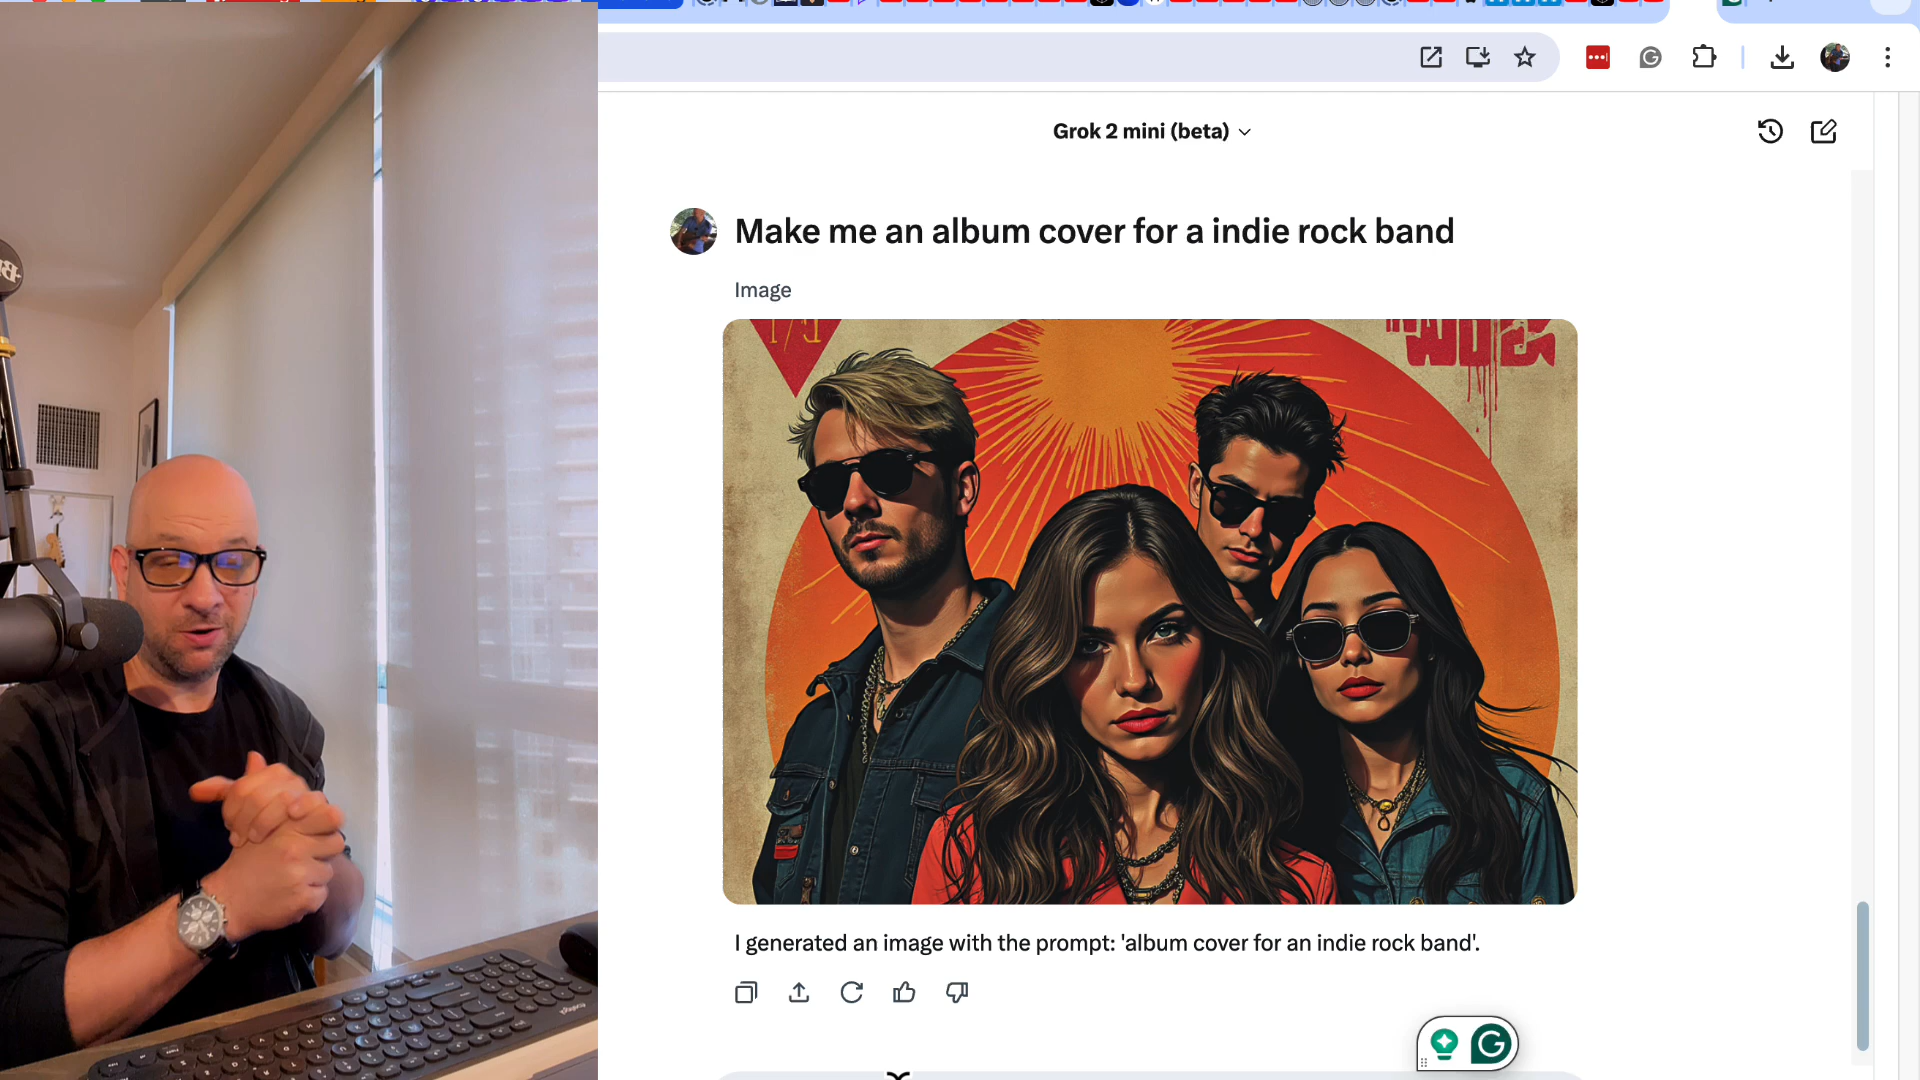 Grok 2 mini (beta)
Make me an album cover for a indie rock band
Image
I generated an image with the prompt: 'album cover for an indie rock band'.